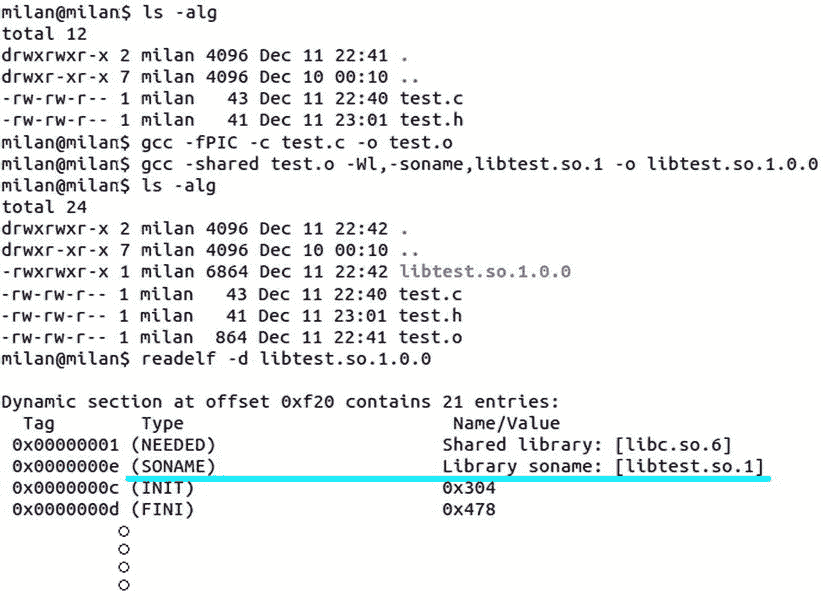 milan@milan$ ls -alg
total 12
drwxrwxr-x 2 milan 4096 Dec 11 22:41 .
drwxr-xr-x 7 milan 4096 Dec 10 00:10 ..
-rw-rw-r-- 1 milan   43 Dec 11 22:40 test.c
-rw-rw-r-- 1 milan   41 Dec 11 23:01 test.h
milan@milan$ gcc -fPIC -c test.c -o test.o
milan@milan$ gcc -shared test.o -Wl,-soname,libtest.so.1 -o libtest.so.1.0.0
milan@milan$ ls -alg
total 24
drwxrwxr-x 2 milan 4096 Dec 11 22:42 .
drwxr-xr-x 7 milan 4096 Dec 10 00:10 ..
-rwxrwxr-x 1 milan 6864 Dec 11 22:42 libtest.so.1.0.0
-rw-rw-r-- 1 milan   43 Dec 11 22:40 test.c
-rw-rw-r-- 1 milan   41 Dec 11 23:01 test.h
-rw-rw-r-- 1 milan  864 Dec 11 22:41 test.o
milan@milan$ readelf -d libtest.so.1.0.0
Dynamic section at offset 0xf20 contains 21 entries:
  Tag        Type                         Name/Value
 0x00000001 (NEEDED)                     Shared library: [libc.so.6]
 0x0000000e (SONAME)                     Library soname: [libtest.so.1]
 0x0000000c (INIT)                       0x304
 0x0000000d (FINI)                       0x478